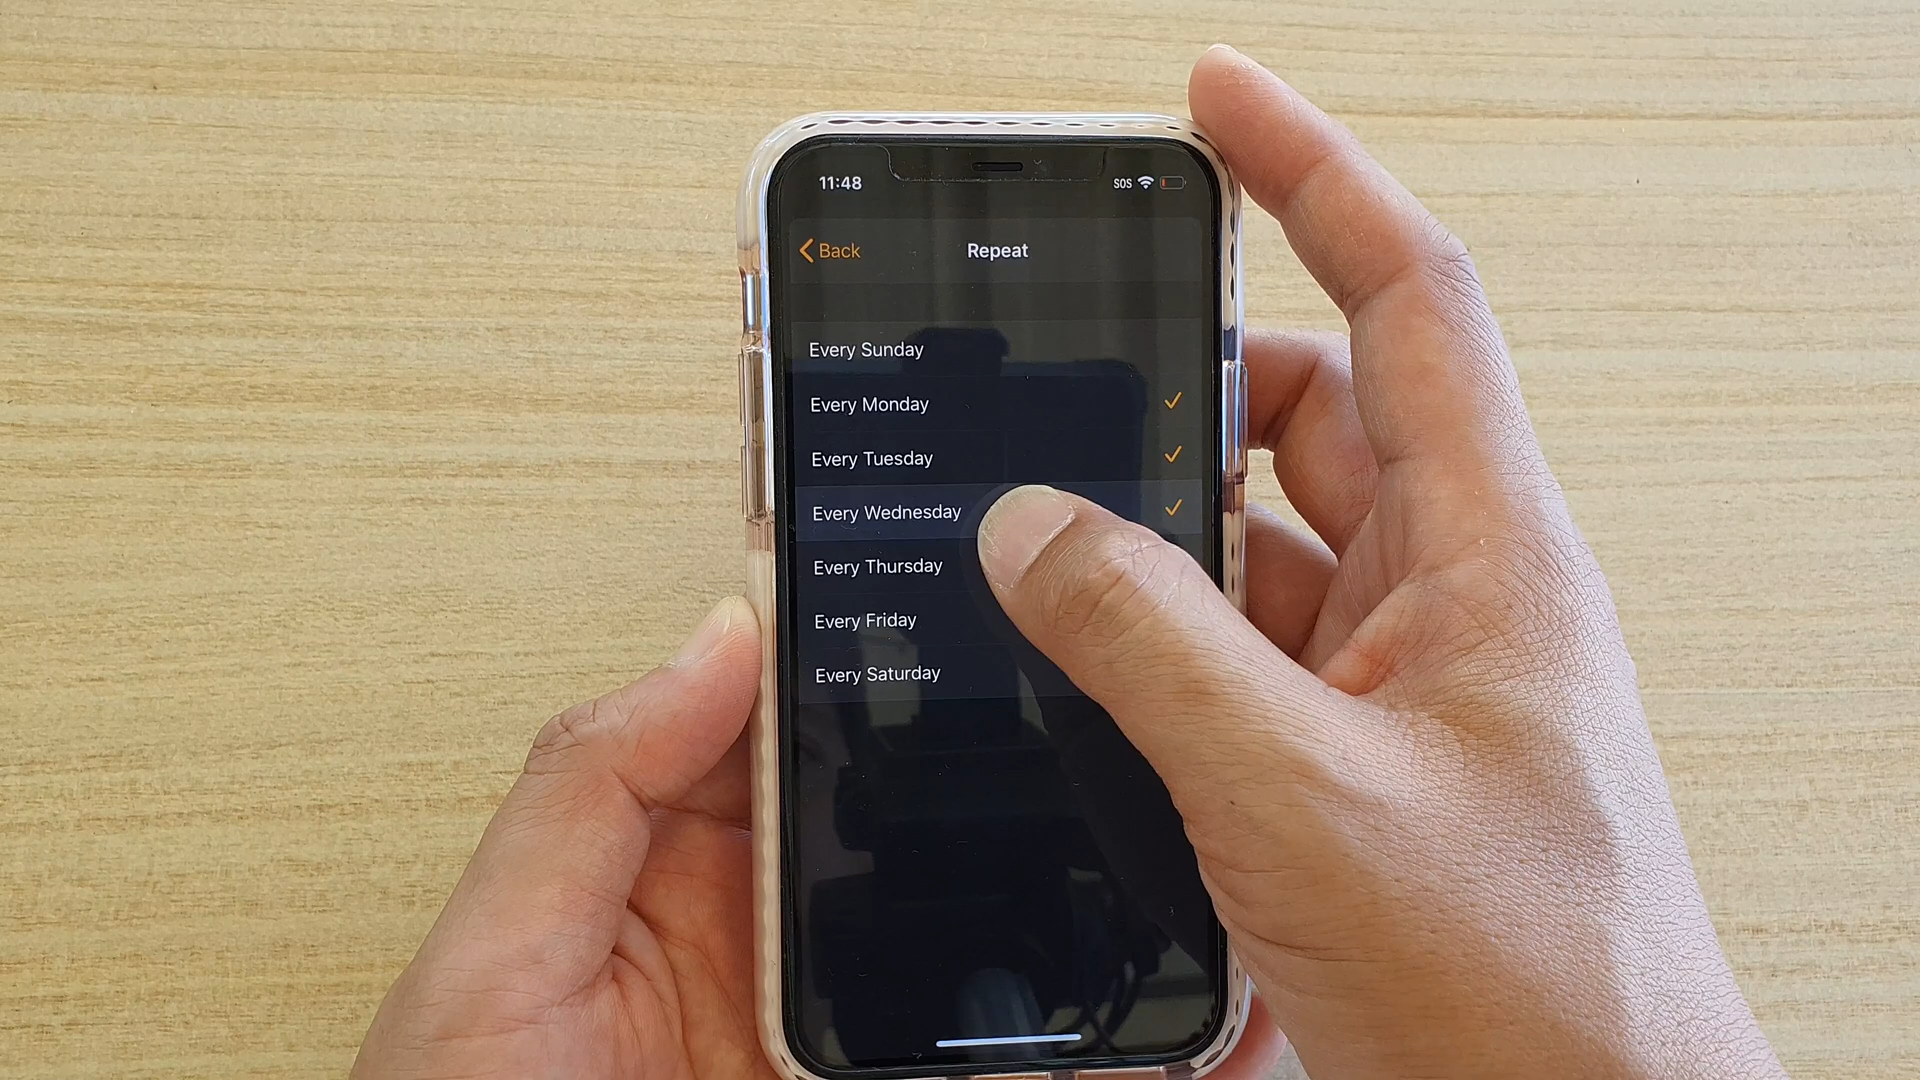 11:48 SOS
Back Repeat
Every Sunday
Every Monday
Every Tuesday
Every Wednesday
Every Thursday
Every Friday
Every Saturday